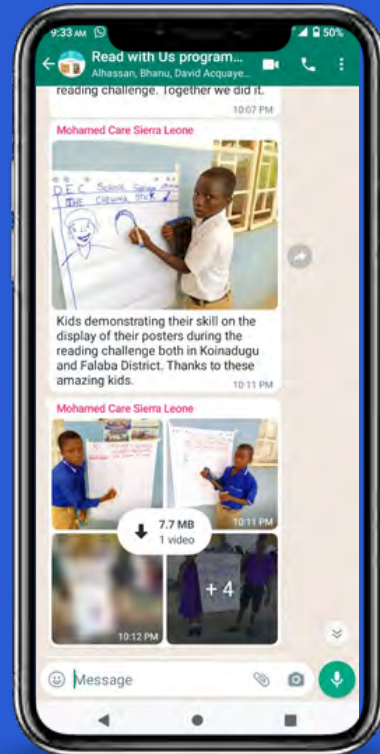 9:33 AM
50%
Read with Us program...
Alhassan, Bhanu, David Acquaye...
reading challenge. Together we did it.
10:07 PM
Mohamed Care Sierra Leone
DEC School
THE CHEWING STICK
Kids demonstrating their skill on the
display of their posters during the
reading challenge both in Koinadugu
and Falaba District. Thanks to these
amazing kids.
10:11 PM
Mohamed Care Sierra Leone
10:11 PM
7.7 MB
1 video
+ 4
10:12 PM
Message